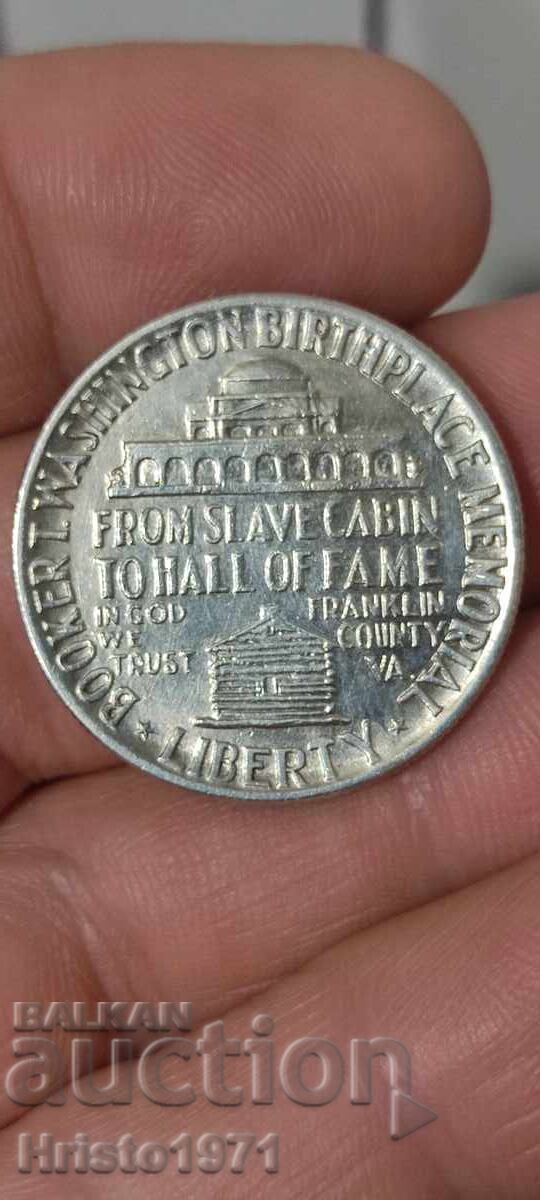 BOOKER T. WASHINGTON BIRTHPLACE MEMORIAL
FROM SLAVE CABIN
TO HALL OF FAME
IN GOD
WE
TRUST
FRANKLIN
COUNTY
VA.
LIBERTY
BALKAN
auction
Hristo1971